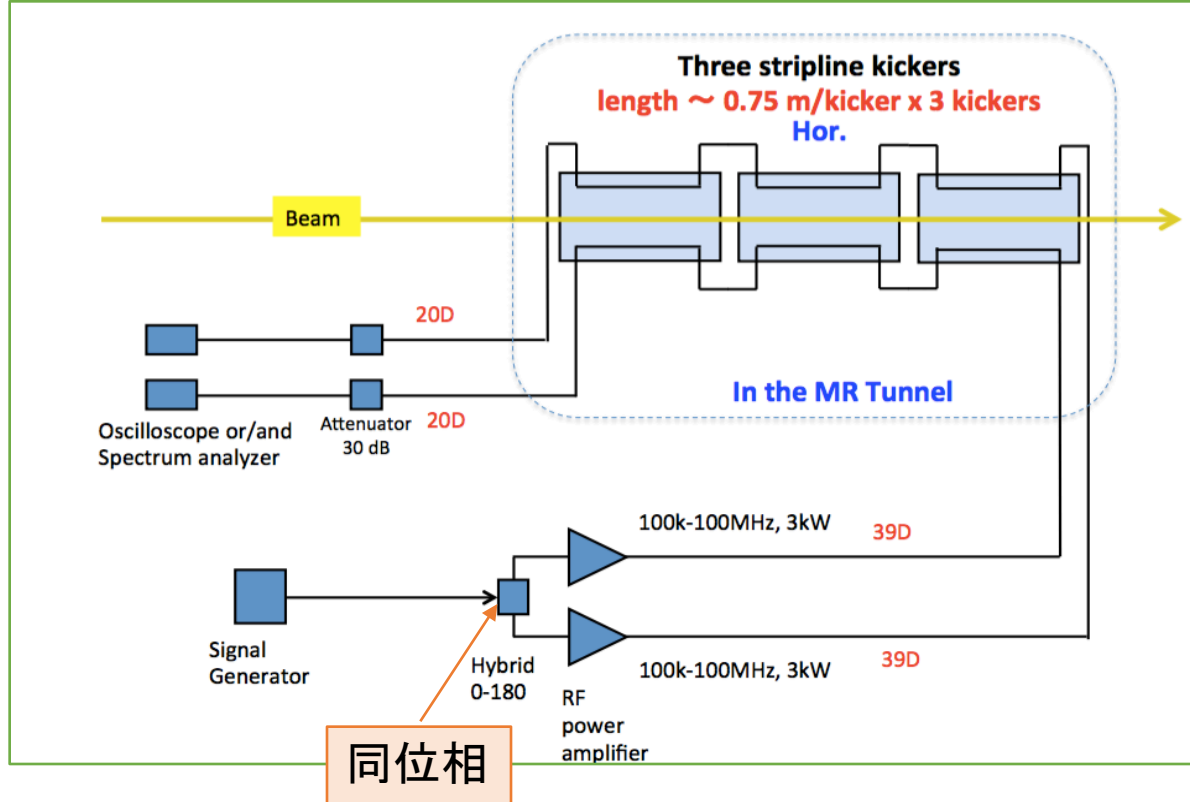 Three stripline kickers
length ～ 0.75 m/kicker x 3 kickers
Hor.
Beam
20D
20D
In the MR Tunnel
Oscilloscope or/and
Spectrum analyzer
Attenuator
30 dB
100k-100MHz, 3kW
39D
Signal
Generator
Hybrid
0-180
39D
100k-100MHz, 3kW
RF
power
amplifier
同位相